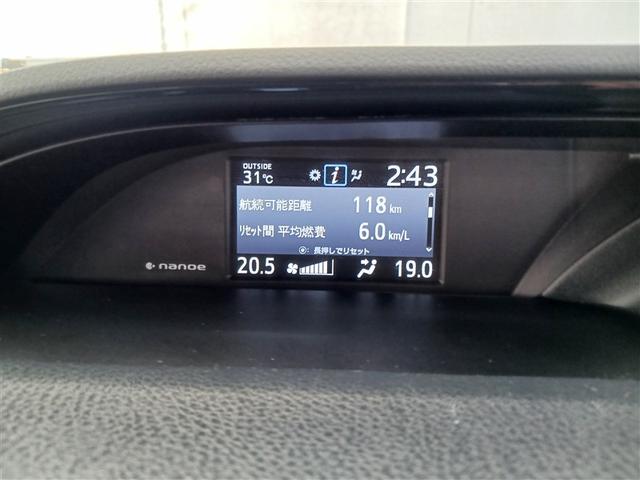 OUTSIDE
31℃ i 2:43
航続可能距離 118 km
リセット間 平均燃費 6.0 km/L
: 長押しでリセット
nanoe 20.5 19.0